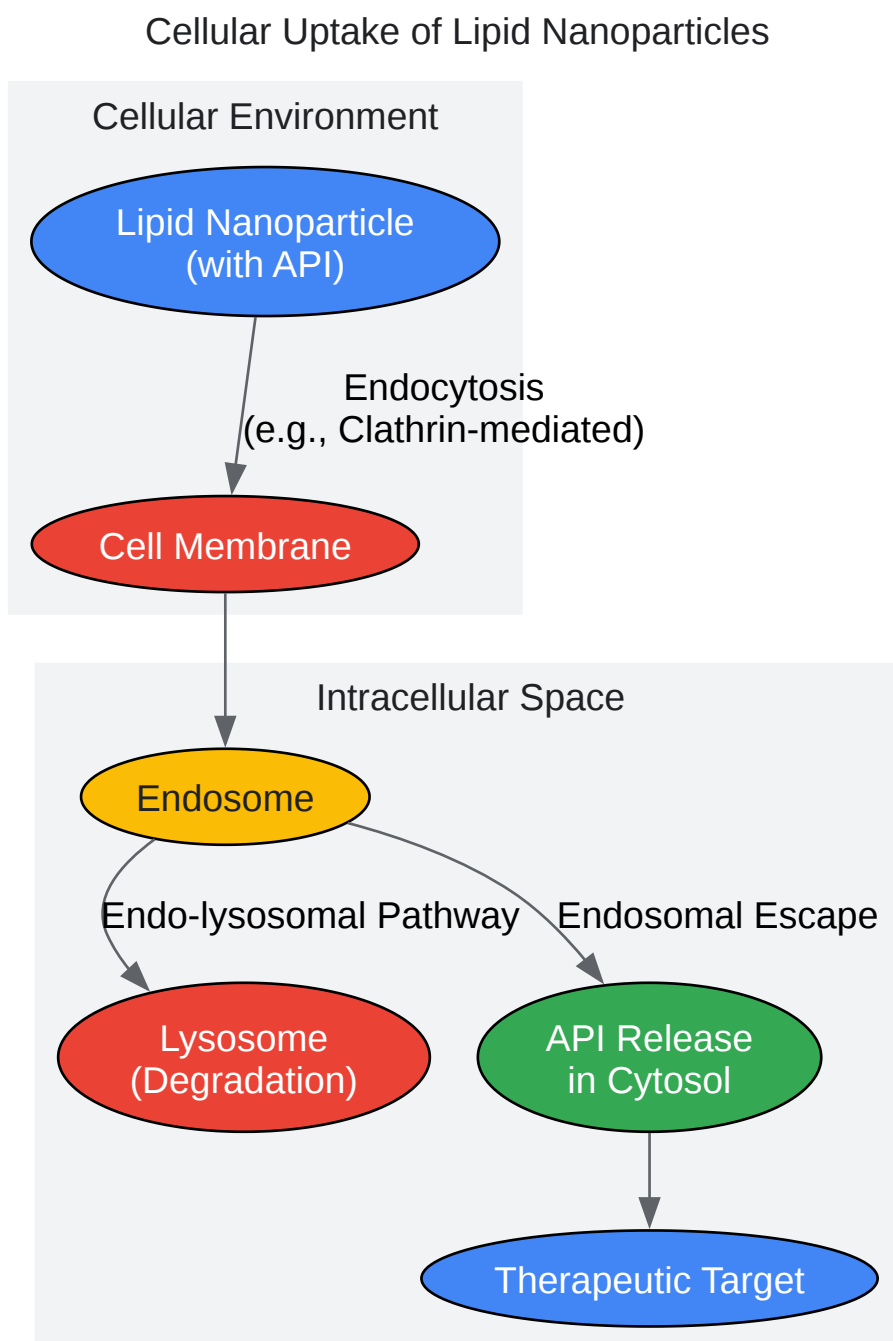 Cellular Uptake of Lipid Nanoparticles
Cellular Environment
Lipid Nanoparticle
(with API)
Endocytosis
(e.g., Clathrin-mediated)
Cell Membrane
Intracellular Space
Endosome
Endo-lysosomal Pathway
Endosomal Escape
Lysosome
(Degradation)
API Release
in Cytosol
Therapeutic Target